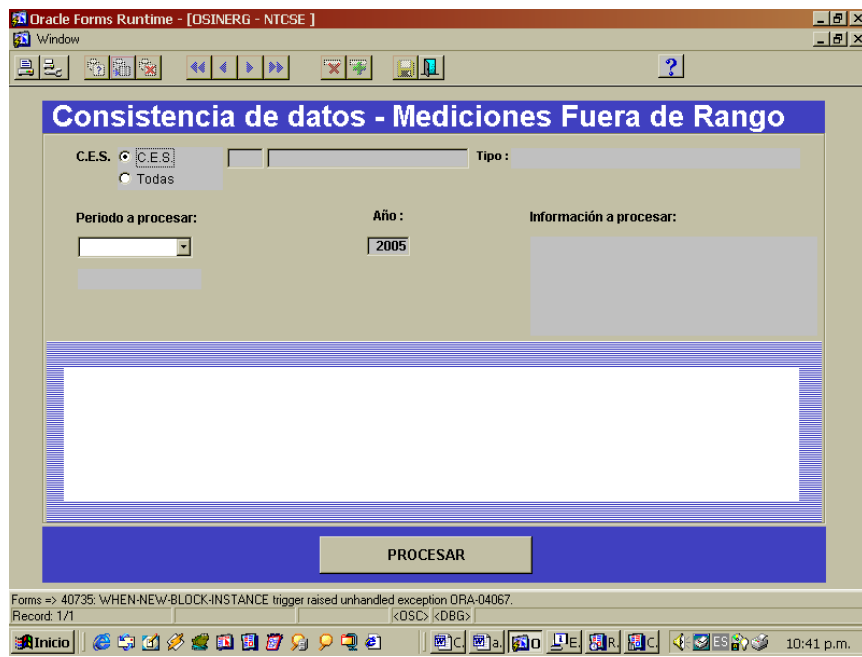 Oracle Forms Runtime - [OSINERG - NTCSE ]
Window
?
Consistencia de datos - Mediciones Fuera de Rango
C.E.S. C.E.S. Tipo :
Todas
Periodo a procesar: Año : Información a procesar:
2005
PROCESAR
Forms => 40735: WHEN-NEW-BLOCK-INSTANCE trigger raised unhandled exception ORA-04067.
Record: 1/1 <OSC> <DBG>
Inicio C. a. O E. R. C. ES 10:41 p.m.